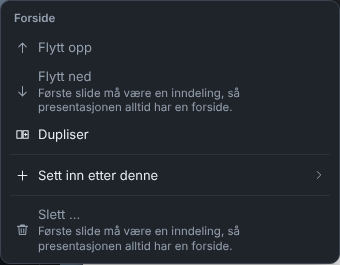 Forside
Flytt opp
Flytt ned
Første slide må være en inndeling, så
presentasjonen alltid har en forside.
Dupliser
Sett inn etter denne
Slett ...
Første slide må være en inndeling, så
presentasjonen alltid har en forside.